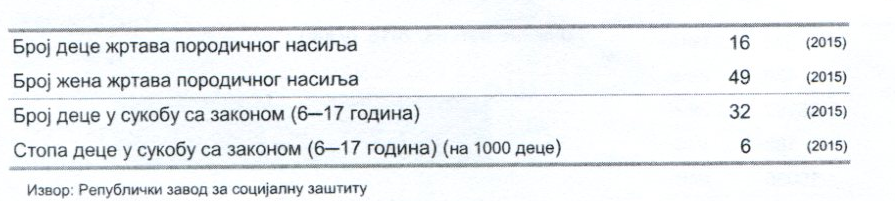 Број деце жртава породичног насиља 16 (2015)
Број жена жртава породичног насиља 49 (2015)
Број деце у сукобу са законом (6–17 година) 32 (2015)
Стопа деце у сукобу са законом (6–17 година) (на 1000 деце) 6 (2015)
Извор: Републички завод за социјалну заштиту